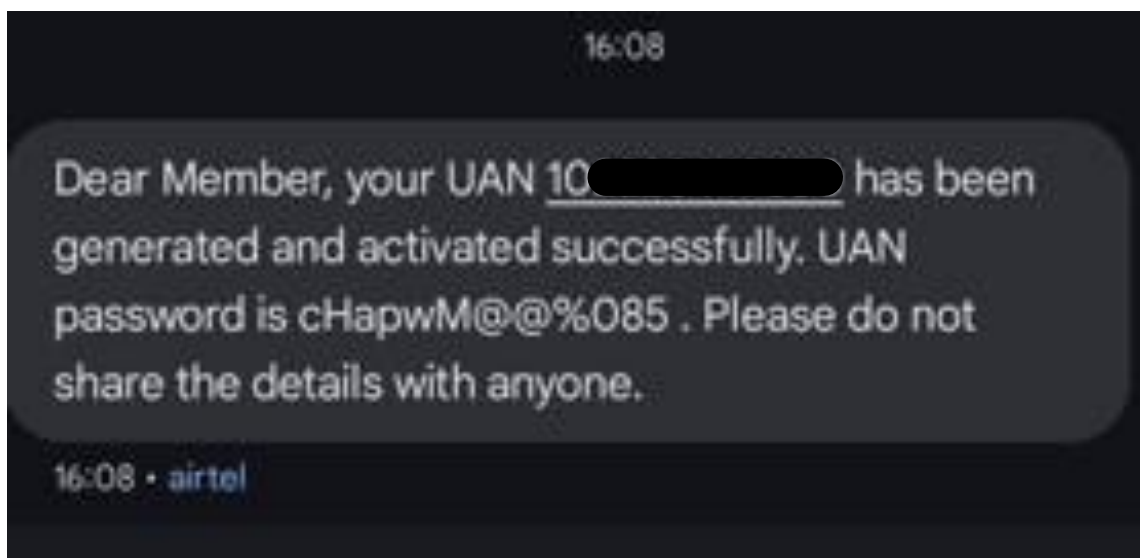 16:08
Dear Member, your UAN 10 has been
generated and activated successfully. UAN
password is cHapwM@@%085 . Please do not
share the details with anyone.
16:08 • airtel